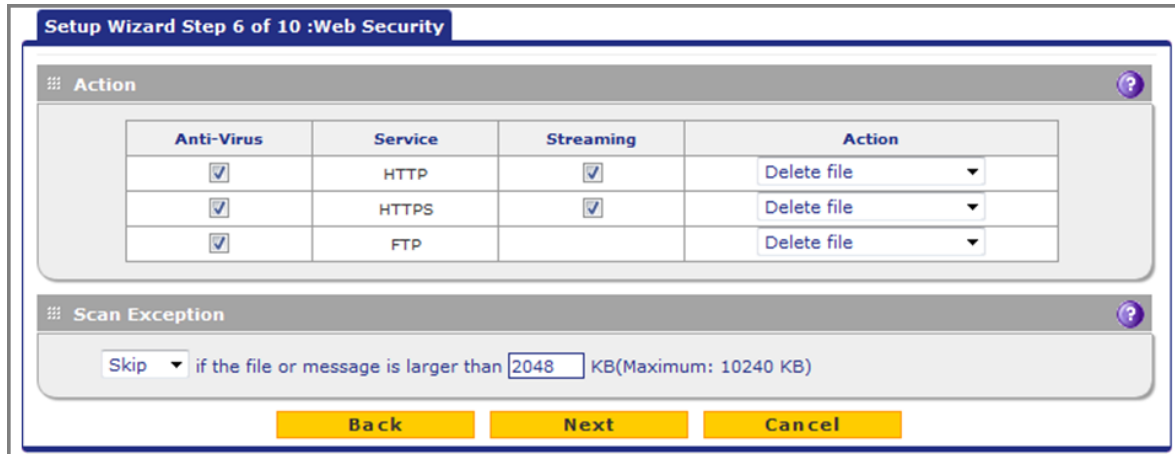 Setup Wizard Step 6 of 10 :Web Security
Action ?
Anti-Virus Service Streaming Action
HTTP Delete file
HTTPS Delete file
FTP Delete file
Scan Exception ?
Skip if the file or message is larger than 2048 KB(Maximum: 10240 KB)
Back Next Cancel